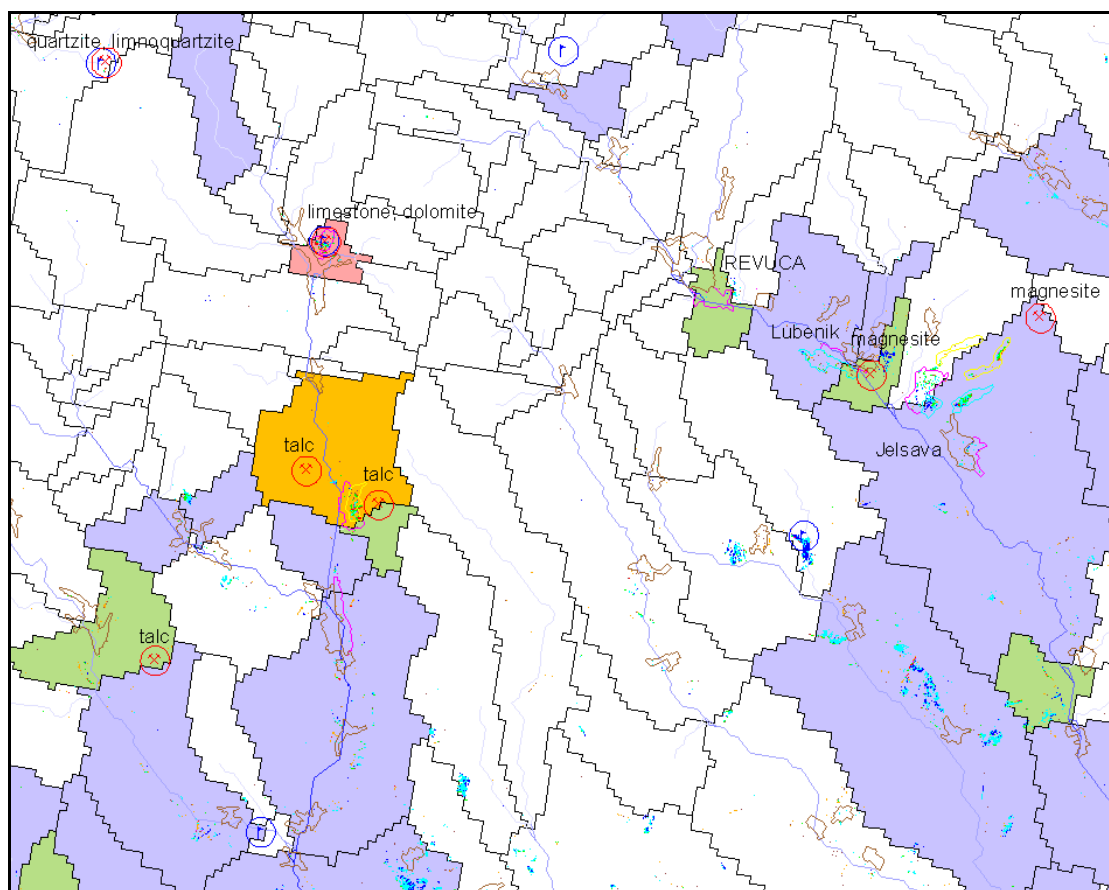 quartzite, limnoquartzite
limestone, dolomite
REVUCA
magnesite
Lubenik
magnesite
talc
talc
Jelsava
talc